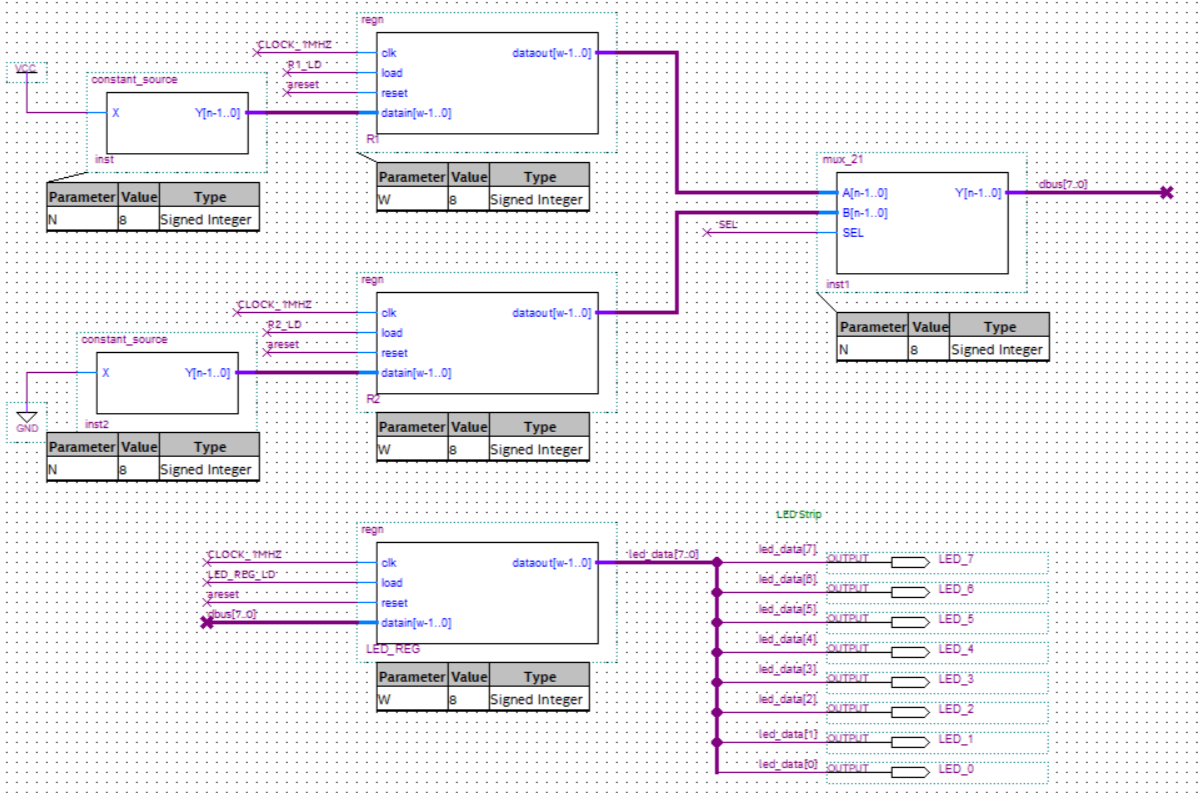 regn
CLOCK_1MHZ
clk
dataout[w-1..0]
R1_LD
load
VCC
constant_source
areset
reset
X
Y[n-1..0]
datain[w-1..0]
R1
inst
mux_21
Parameter Value Type
W 8 Signed Integer
Parameter Value Type
N 8 Signed Integer
A[n-1..0]
Y[n-1..0]
dbus[7..0]
B[n-1..0]
SEL
SEL
inst1
regn
CLOCK_1MHZ
clk
dataout[w-1..0]
R2_LD
load
Parameter Value Type
N 8 Signed Integer
constant_source
areset
reset
X
Y[n-1..0]
datain[w-1..0]
R2
GND
inst2
Parameter Value Type
W 8 Signed Integer
Parameter Value Type
N 8 Signed Integer
LED Strip
regn
CLOCK_1MHZ
clk
dataout[w-1..0]
led_data[7..0]
LED_REG_LD
load
areset
reset
dbus[7..0]
datain[w-1..0]
LED_REG
Parameter Value Type
W 8 Signed Integer
led_data[7] OUTPUT LED_7
led_data[6] OUTPUT LED_6
led_data[5] OUTPUT LED_5
led_data[4] OUTPUT LED_4
led_data[3] OUTPUT LED_3
led_data[2] OUTPUT LED_2
led_data[1] OUTPUT LED_1
led_data[0] OUTPUT LED_0